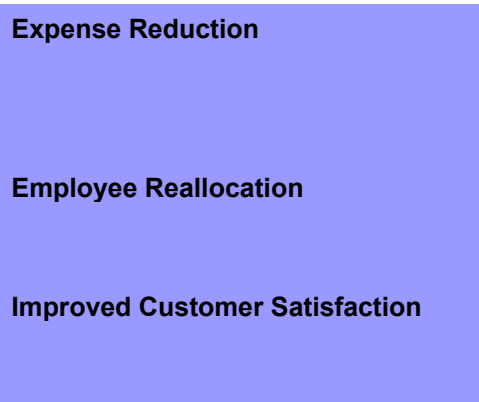 Expense Reduction
Employee Reallocation
Improved Customer Satisfaction